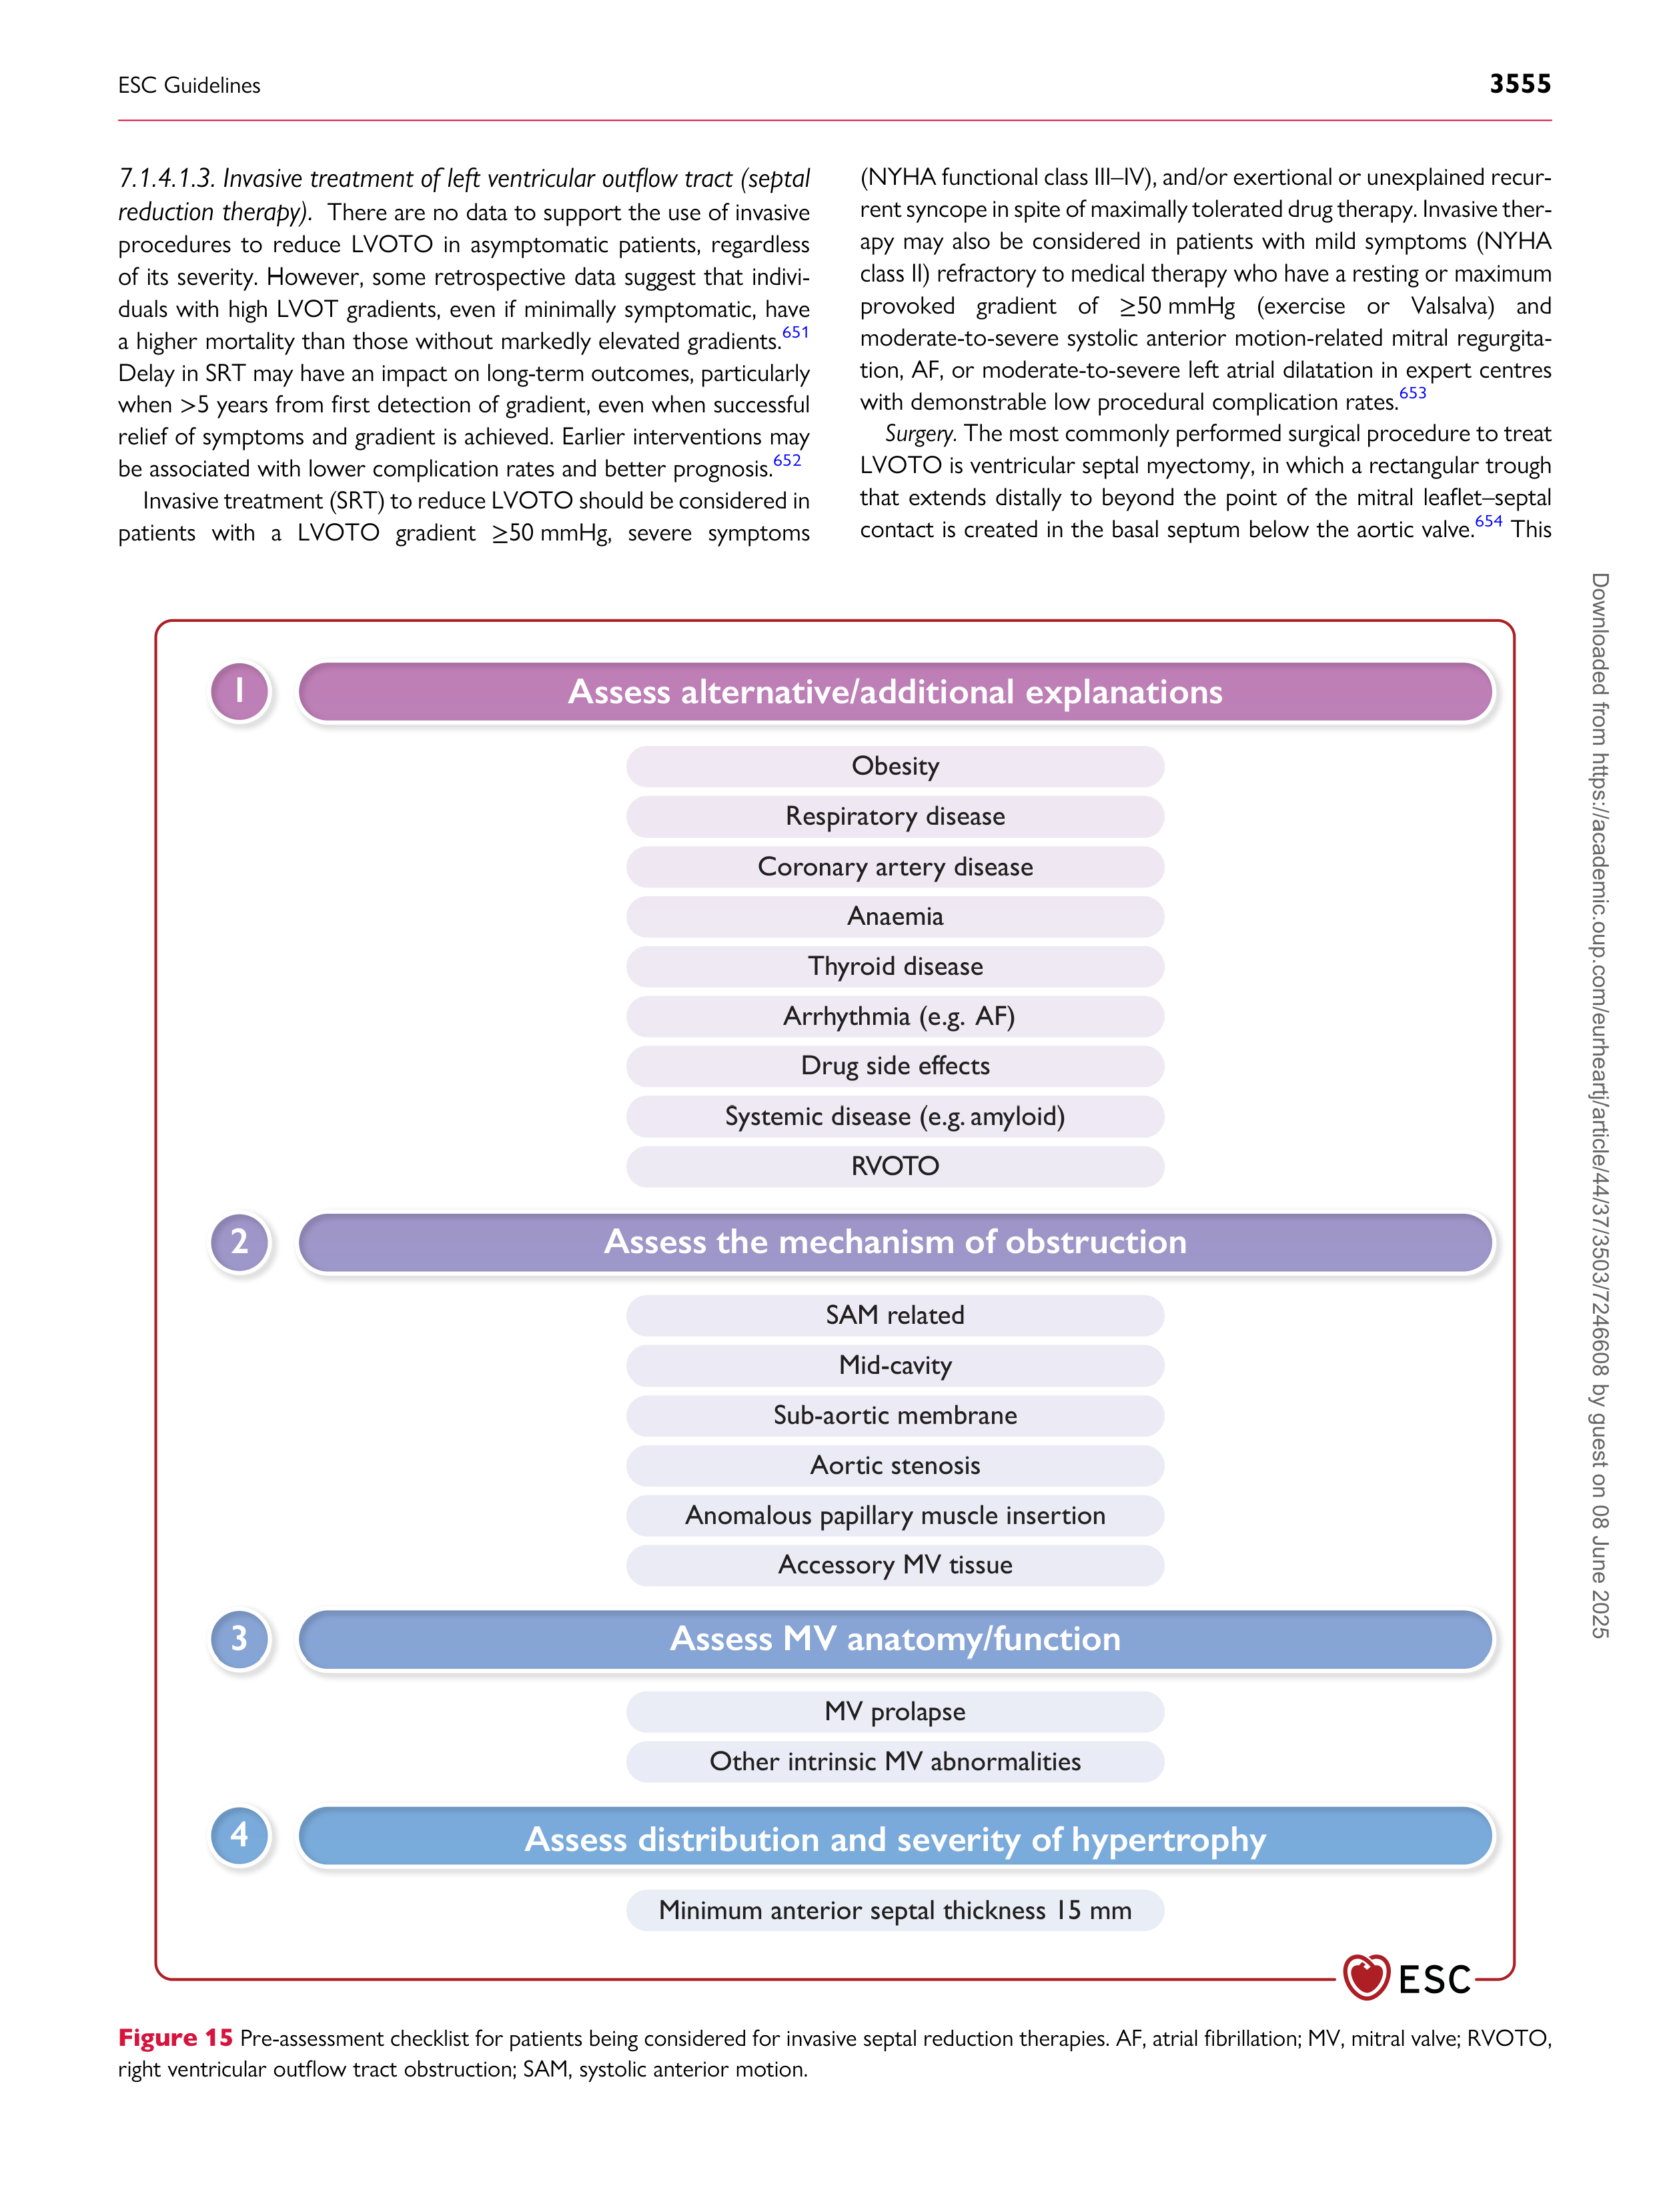 ESC Guidelines
3555
7.1.4.1.3. Invasive treatment of left ventricular outflow tract (septal
reduction therapy). There are no data to support the use of invasive
procedures to reduce LVOTO in asymptomatic patients, regardless
of its severity. However, some retrospective data suggest that indivi-
duals with high LVOT gradients, even if minimally symptomatic, have
a higher mortality than those without markedly elevated gradients.651
Delay in SRT may have an impact on long-term outcomes, particularly
when >5 years from first detection of gradient, even when successful
relief of symptoms and gradient is achieved. Earlier interventions may
be associated with lower complication rates and better prognosis.652
Invasive treatment (SRT) to reduce LVOTO should be considered in
patients with a LVOTO gradient ≥50 mmHg, severe symptoms
(NYHA functional class III–IV), and/or exertional or unexplained recur-
rent syncope in spite of maximally tolerated drug therapy. Invasive ther-
apy may also be considered in patients with mild symptoms (NYHA
class II) refractory to medical therapy who have a resting or maximum
provoked gradient of ≥50 mmHg (exercise or Valsalva) and
moderate-to-severe systolic anterior motion-related mitral regurgita-
tion, AF, or moderate-to-severe left atrial dilatation in expert centres
with demonstrable low procedural complication rates.653
Surgery. The most commonly performed surgical procedure to treat
LVOTO is ventricular septal myectomy, in which a rectangular trough
that extends distally to beyond the point of the mitral leaflet–septal
contact is created in the basal septum below the aortic valve.654 This
1
Assess alternative/additional explanations
Obesity
Respiratory disease
Coronary artery disease
Anaemia
Thyroid disease
Arrhythmia (e.g. AF)
Drug side effects
Systemic disease (e.g. amyloid)
RVOTO
2
Assess the mechanism of obstruction
SAM related
Mid-cavity
Sub-aortic membrane
Aortic stenosis
Anomalous papillary muscle insertion
Accessory MV tissue
3
Assess MV anatomy/function
MV prolapse
Other intrinsic MV abnormalities
4
Assess distribution and severity of hypertrophy
Minimum anterior septal thickness 15 mm
ESC
Figure 15 Pre-assessment checklist for patients being considered for invasive septal reduction therapies. AF, atrial fibrillation; MV, mitral valve; RVOTO,
right ventricular outflow tract obstruction; SAM, systolic anterior motion.
Downloaded from https://academic.oup.com/eurheartj/article/44/37/3503/7246608 by guest on 08 June 2025